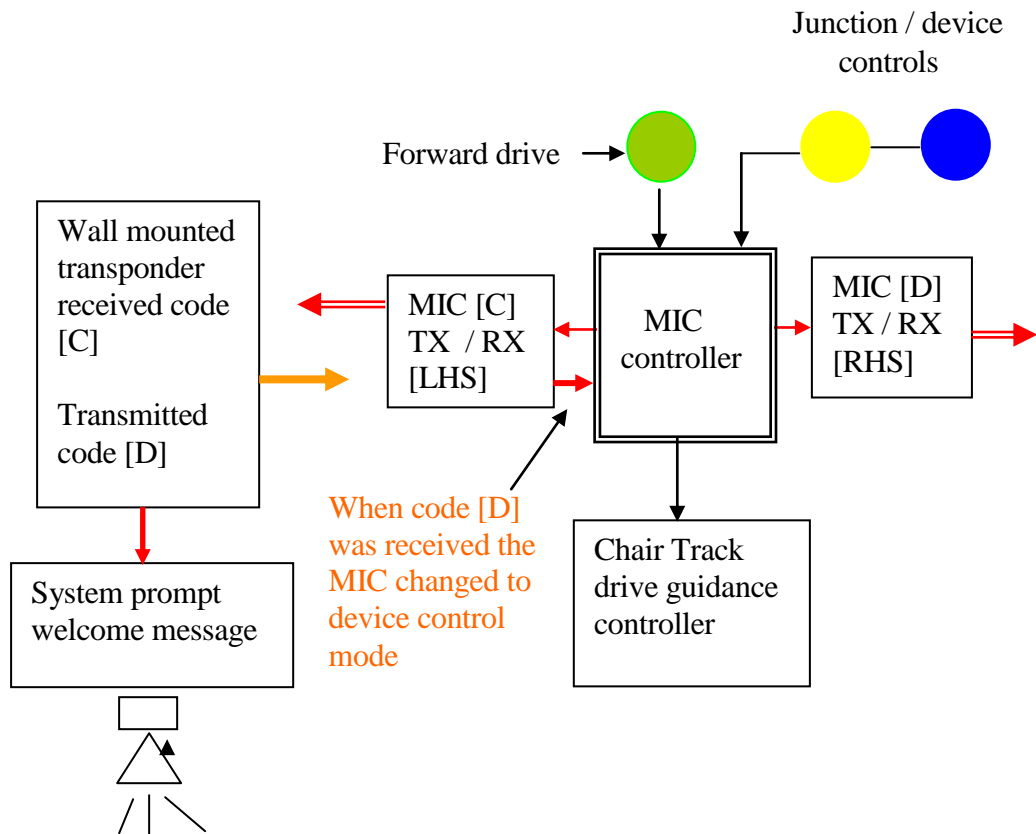 Junction / device
controls
Forward drive
Wall mounted
transponder
received code
[C]
Transmitted
code [D]
MIC [C]
TX / RX
[LHS]
MIC
controller
MIC [D]
TX / RX
[RHS]
When code [D]
was received the
MIC changed to
device control
mode
Chair Track
drive guidance
controller
System prompt
welcome message